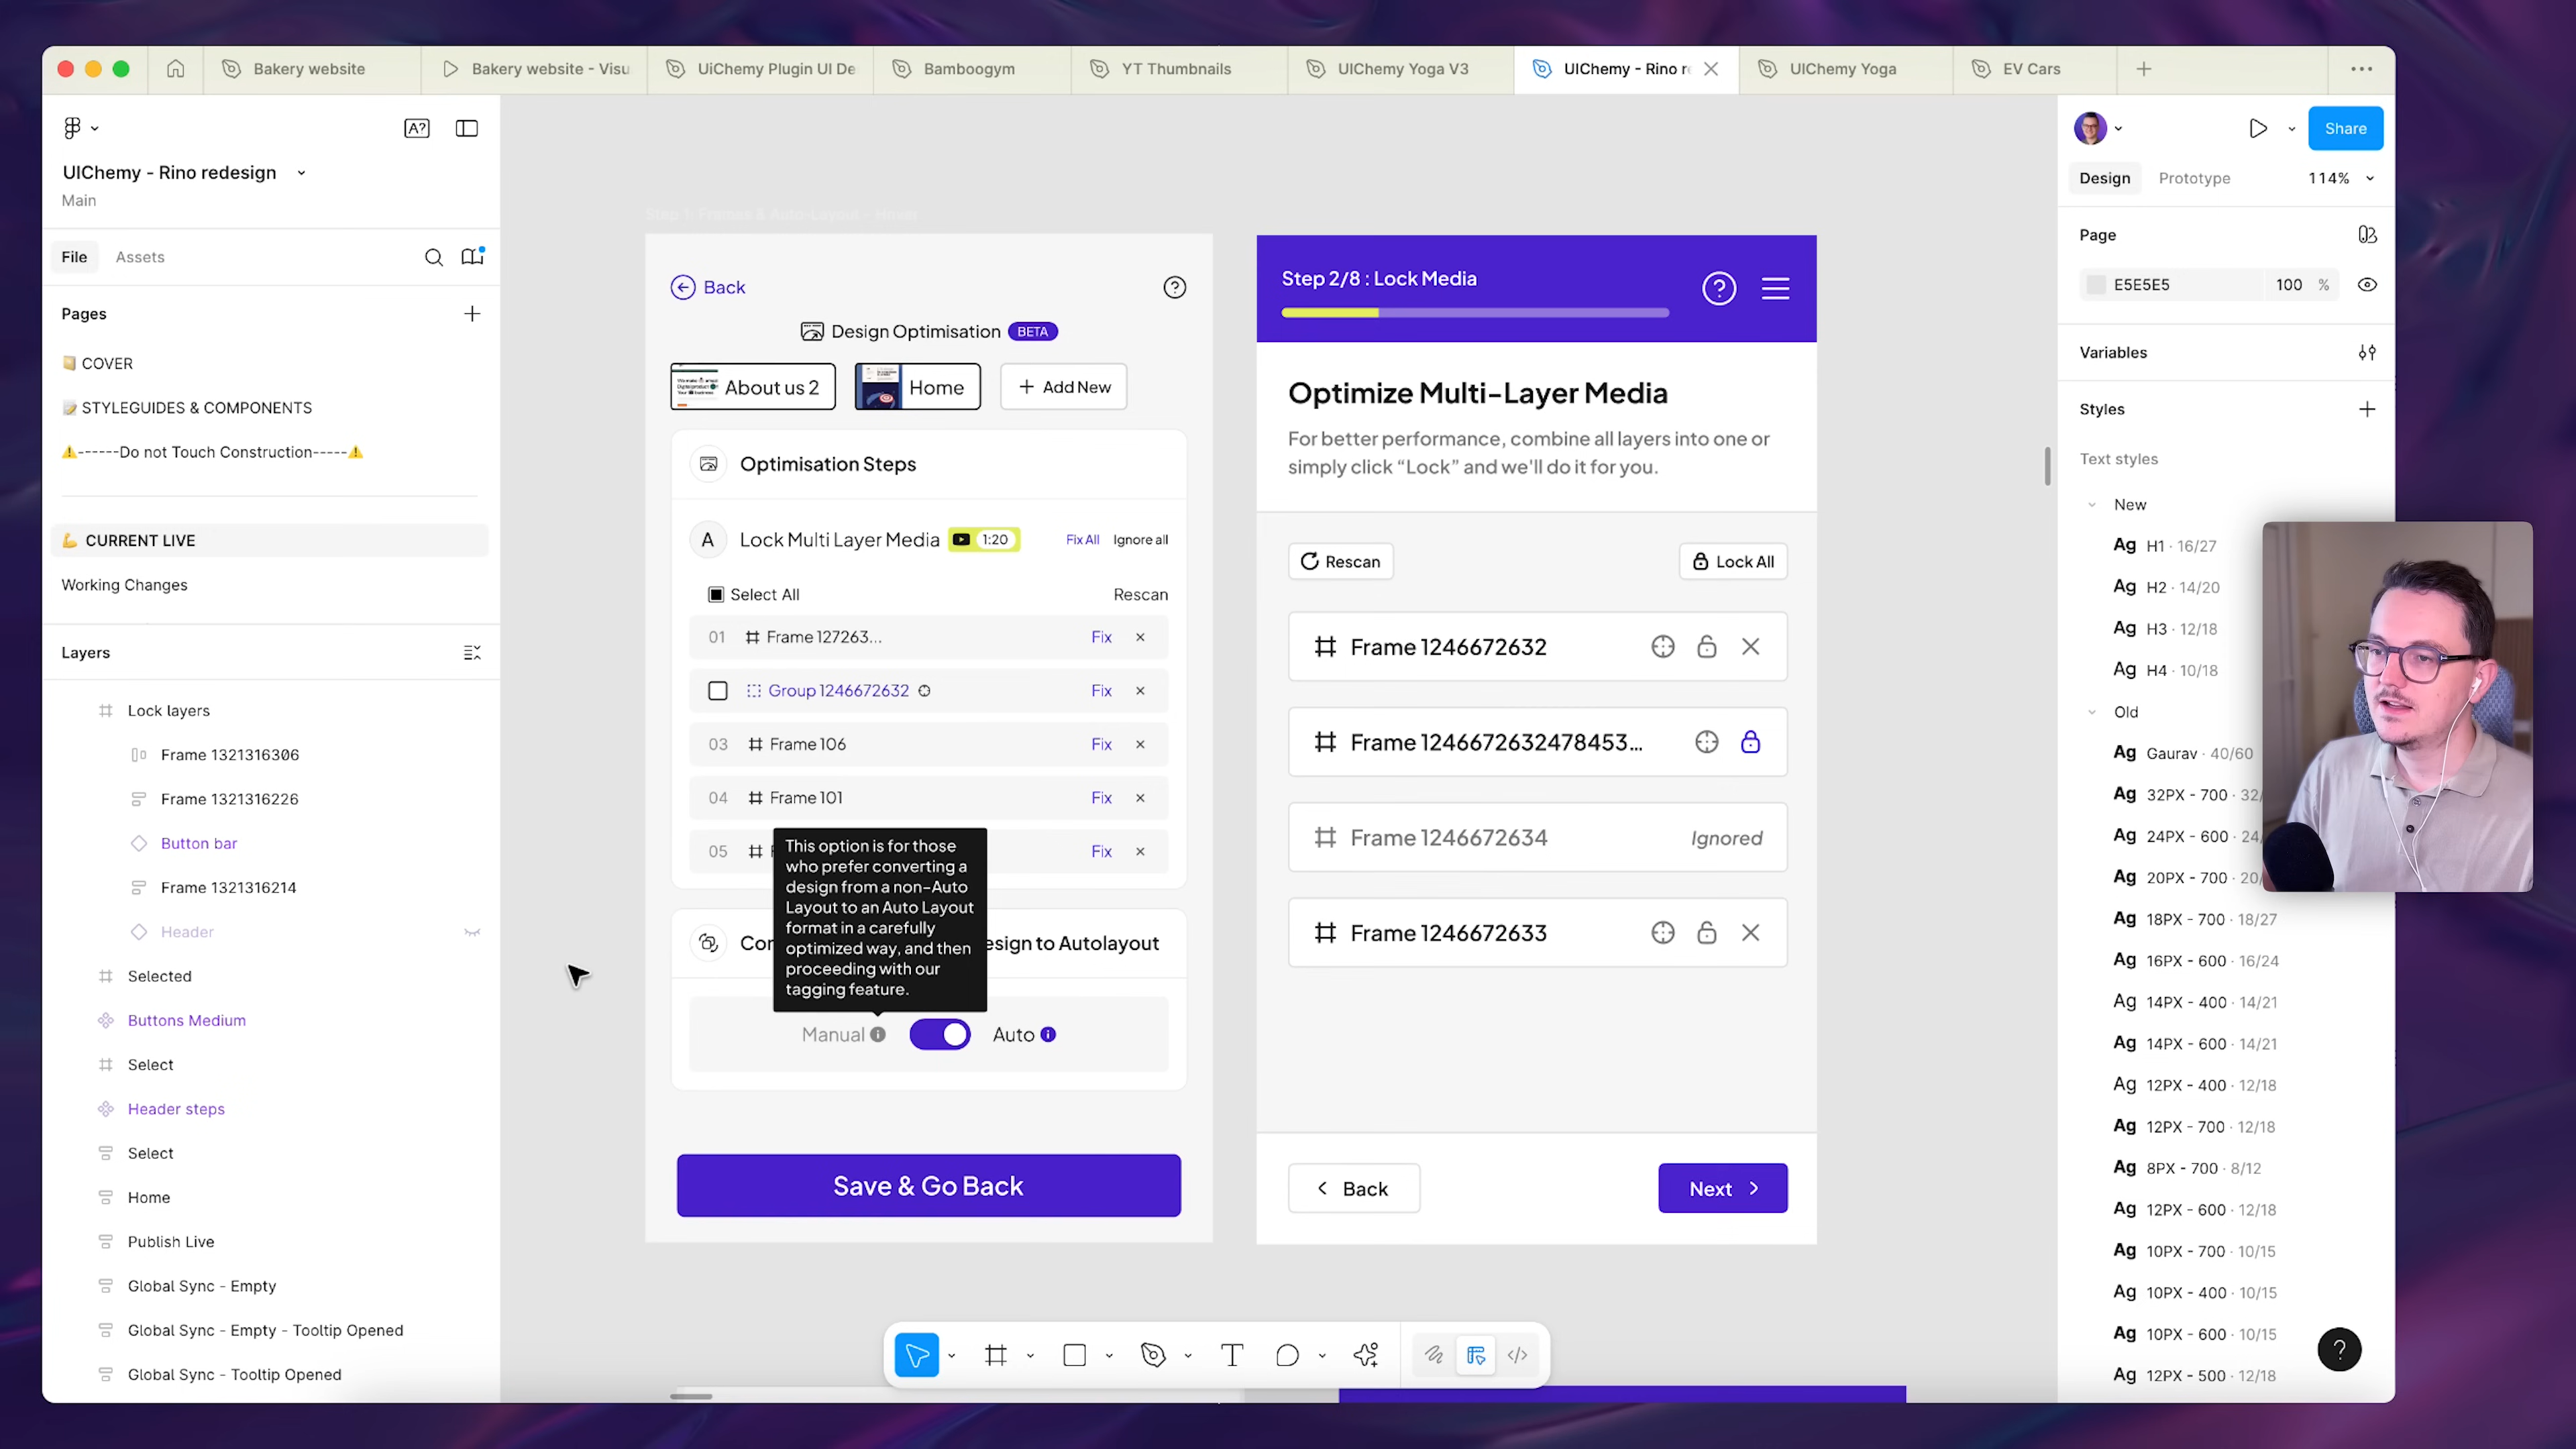 Bakery website
Bakery website - Visu
UiChemy Plugin UI De
Bamboogym
YT Thumbnails
UIChemy Yoga V3
UIChemy - Rino r
UIChemy Yoga
EV Cars
A?
UIChemy - Rino redesign
Main
File
Assets
Pages
COVER
STYLEGUIDES & COMPONENTS
------Do not Touch Construction-----
CURRENT LIVE
Working Changes
Layers
Lock layers
Frame 1321316306
Frame 1321316226
Button bar
Frame 1321316214
Header
Selected
Buttons Medium
Select
Header steps
Select
Home
Publish Live
Global Sync - Empty
Global Sync - Empty - Tooltip Opened
Global Sync - Tooltip Opened
Step 1: Frames & Auto-Layout - Hover
Back
Design Optimisation BETA
About us 2
Home
+ Add New
Optimisation Steps
A Lock Multi Layer Media 1:20 Fix All Ignore all
Select All Rescan
01 Frame 127263... Fix ×
Group 1246672632 Fix ×
03 Frame 106 Fix ×
04 Frame 101 Fix ×
05 Fix ×
This option is for those
who prefer converting a
design from a non-Auto
Layout to an Auto Layout
format in a carefully
optimized way, and then
proceeding with our
tagging feature.
Con
esign to Autolayout
Manual
Auto
Save & Go Back
Step 2/8 : Lock Media
Optimize Multi-Layer Media
For better performance, combine all layers into one or
simply click “Lock” and we'll do it for you.
Rescan
Lock All
Frame 1246672632
Frame 1246672632478453...
Frame 1246672634 Ignored
Frame 1246672633
Back
Next
Share
Design
Prototype
114%
Page
E5E5E5 100 %
Variables
Styles
Text styles
New
Ag H1 · 16/27
Ag H2 · 14/20
Ag H3 · 12/18
Ag H4 · 10/18
Old
Ag Gaurav · 40/60
Ag 32PX - 700 · 32/
Ag 24PX - 600 · 24/
Ag 20PX - 700 · 20/
Ag 18PX - 700 · 18/27
Ag 16PX - 600 · 16/24
Ag 14PX - 400 · 14/21
Ag 14PX - 600 · 14/21
Ag 12PX - 400 · 12/18
Ag 12PX - 700 · 12/18
Ag 8PX - 700 · 8/12
Ag 12PX - 600 · 12/18
Ag 10PX - 700 · 10/15
Ag 10PX - 400 · 10/15
Ag 10PX - 600 · 10/15
Ag 12PX - 500 · 12/18